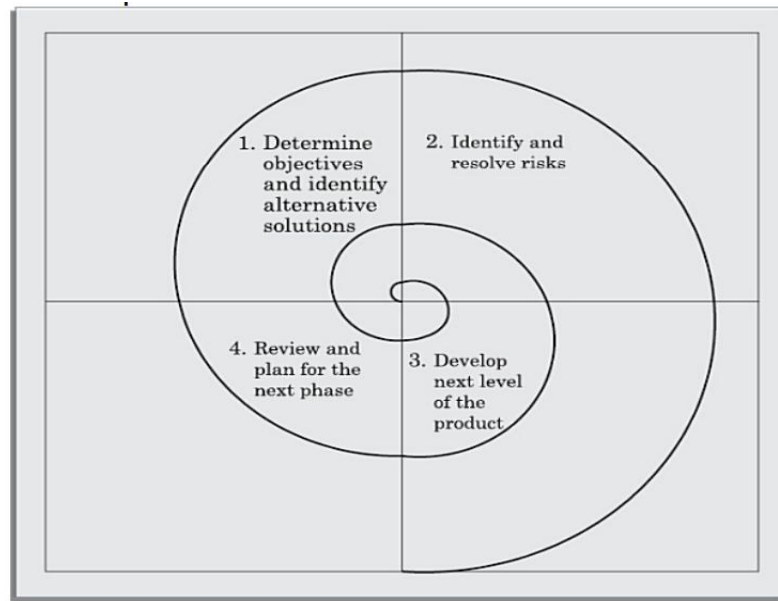 1. Determine
objectives
and identify
alternative
solutions
2. Identify and
resolve risks
4. Review and
plan for the
next phase
3. Develop
next level
of the
product